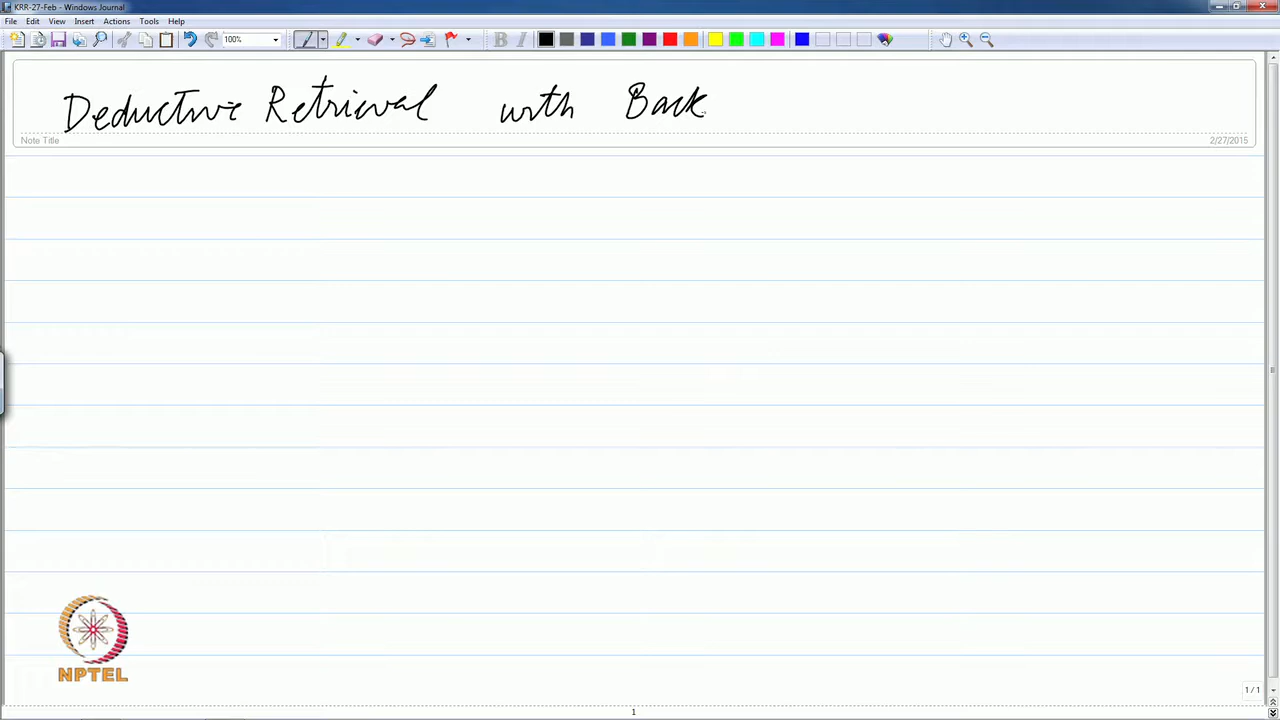 KRR-27-Feb - Windows Journal
File Edit View Insert Actions Tools Help
100%
Deductive Retrieval with Back
Note Title
2/27/2015
NPTEL
1 / 1
1